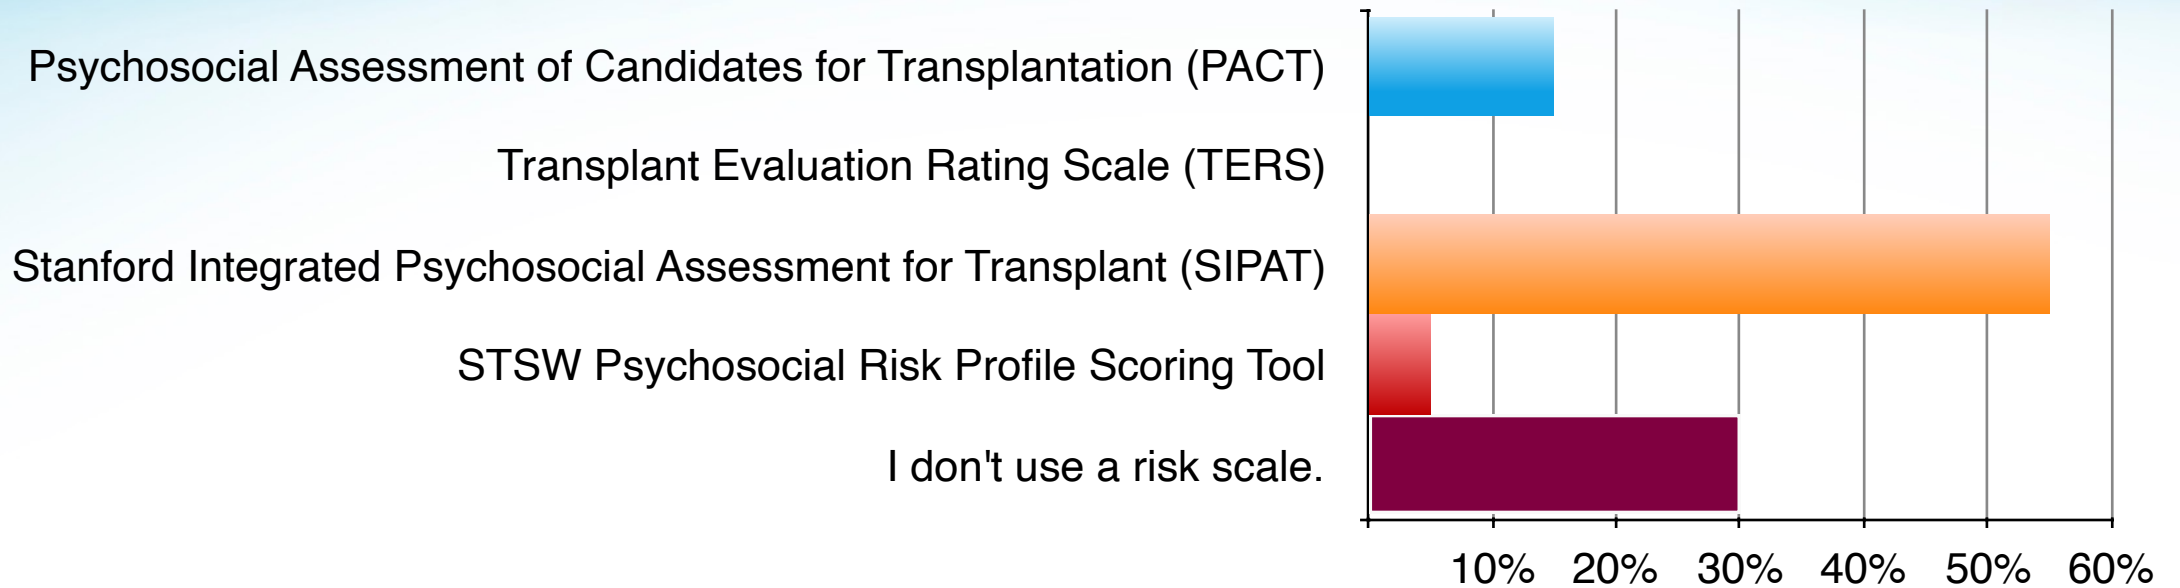 Psychosocial Assessment of Candidates for Transplantation (PACT)
Transplant Evaluation Rating Scale (TERS)
Stanford Integrated Psychosocial Assessment for Transplant (SIPAT)
STSW Psychosocial Risk Profile Scoring Tool
I don't use a risk scale.
10% 20% 30% 40% 50% 60%